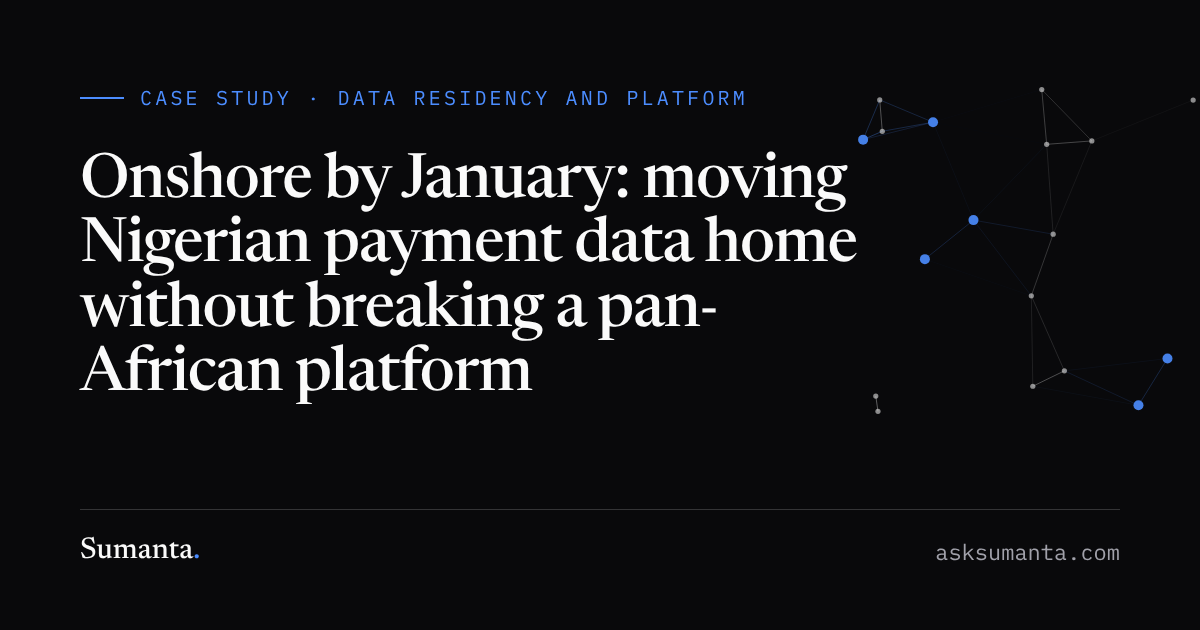 CASE STUDY · DATA RESIDENCY AND PLATFORM
Onshore by January: moving
Nigerian payment data home
without breaking a pan-
African platform
Sumanta.
asksumanta.com